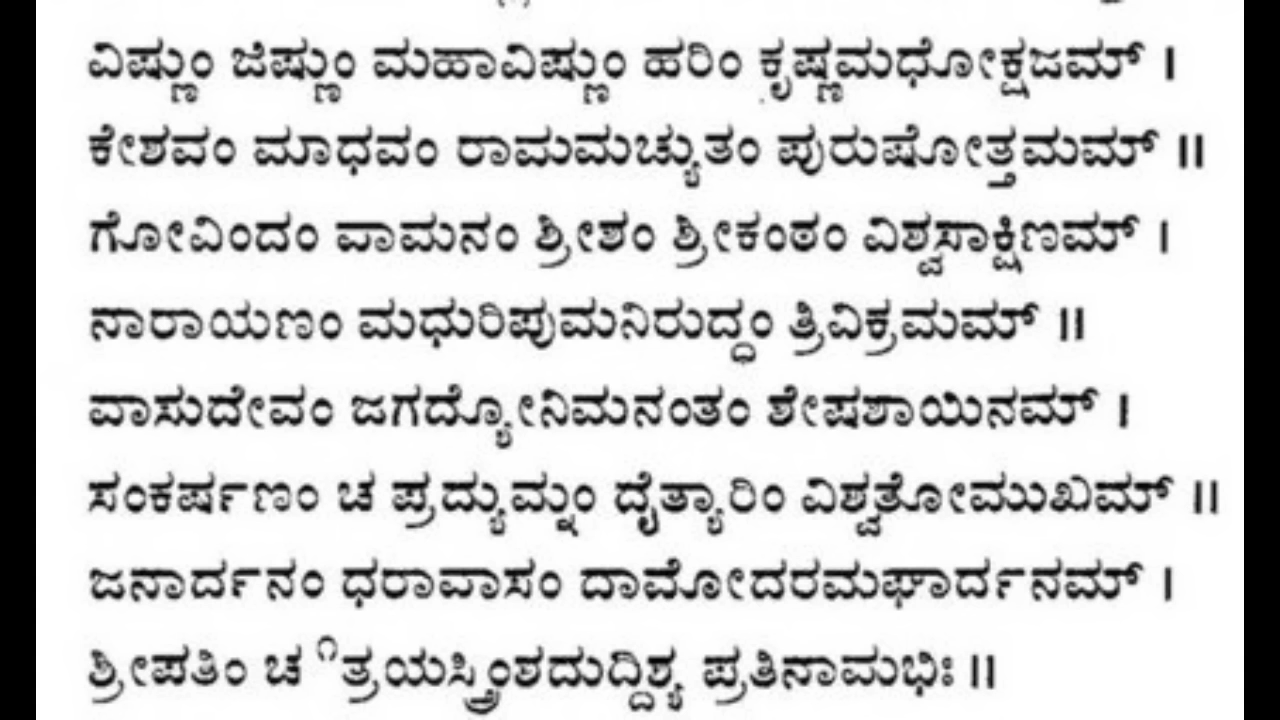 ವಿಷ್ಣುಂ ಜಿಷ್ಣುಂ ಮಹಾವಿಷ್ಣುಂ ಹರಿಂ ಕೃಷ್ಣಮಧೋಕ್ಷಜಮ್ ।
ಕೇಶವಂ ಮಾಧವಂ ರಾಮಮಚ್ಯುತಂ ಪುರುಷೋತ್ತಮಮ್ ॥
ಗೋವಿಂದಂ ವಾಮನಂ ಶ್ರೀಶಂ ಶ್ರೀಕಂಠಂ ವಿಶ್ವಸಾಕ್ಷಿಣಮ್ ।
ನಾರಾಯಣಂ ಮಧುರಿಪುಮನಿರುದ್ಧಂ ತ್ರಿವಿಕ್ರಮಮ್ ॥
ವಾಸುದೇವಂ ಜಗದ್ಯೋನಿಮನಂತಂ ಶೇಷಶಾಯಿನಮ್ ।
ಸಂಕರ್ಷಣಂ ಚ ಪ್ರದ್ಯುಮ್ನಂ ದೈತ್ಯಾರಿಂ ವಿಶ್ವತೋಮುಖಮ್ ॥
ಜನಾರ್ದನಂ ಧರಾವಾಸಂ ದಾಮೋದರಮಘಾರ್ದನಮ್ ।
ಶ್ರೀಪತಿಂ ಚ ೧ತ್ರಯಸ್ತ್ರಿಂಶದುದ್ದಿಶ್ಯ ಪ್ರತಿನಾಮಭಿಃ ॥